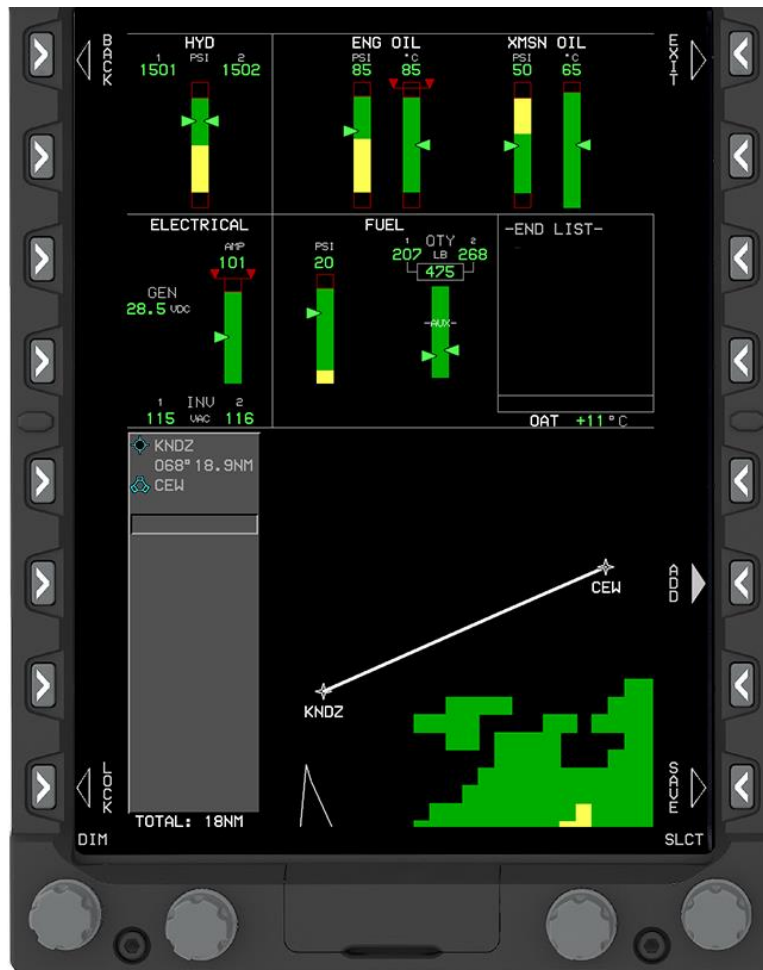 BACK
HYD
1 PSI 2
1501 1502
ENG OIL
PSI °C
85 85
XMSN OIL
PSI °C
50 65
EXIT
ELECTRICAL
AMP
101
GEN
28.5 VDC
1 INV 2
115 VAC 116
FUEL
PSI
20
1 QTY 2
207 LB 268
475
-AUX-
-END LIST-
OAT +11°C
KNDZ
068° 18.9NM
CEW
CEW
KNDZ
ADD
LOCK
SAVE
TOTAL: 18NM
DIM
SLCT